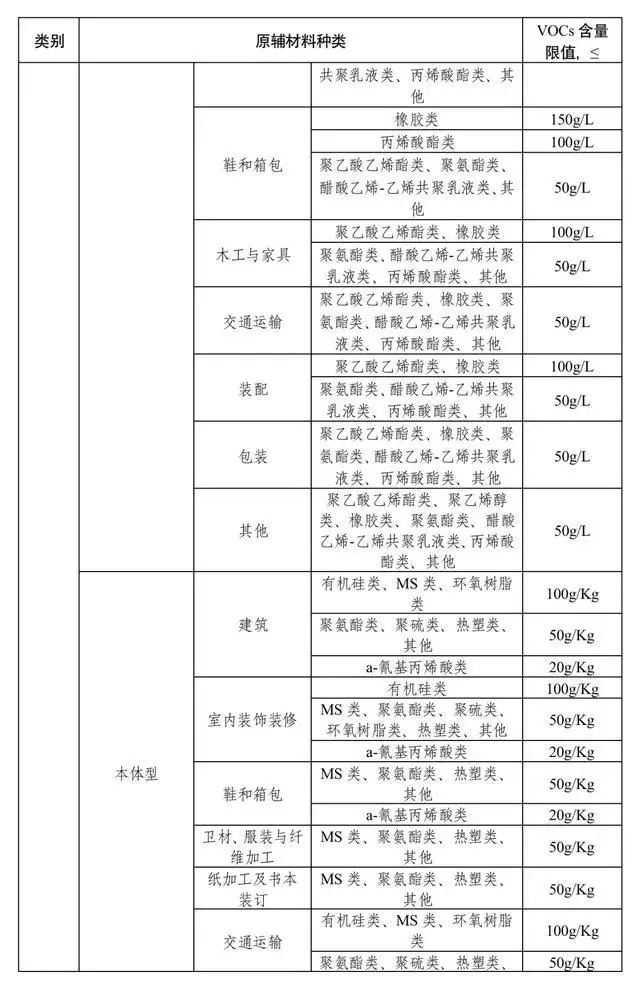 类别
原辅材料种类
VOCs 含量
限值，≤
共聚乳液类、丙烯酸酯类、其
他
鞋和箱包
橡胶类
150g/L
丙烯酸酯类
100g/L
聚乙酸乙烯酯类、聚氨酯类、
醋酸乙烯-乙烯共聚乳液类、其
他
50g/L
木工与家具
聚乙酸乙烯酯类、橡胶类
100g/L
聚氨酯类、醋酸乙烯-乙烯共聚
乳液类、丙烯酸酯类、其他
50g/L
交通运输
聚乙酸乙烯酯类、橡胶类、聚
氨酯类、醋酸乙烯-乙烯共聚乳
液类、丙烯酸酯类、其他
50g/L
装配
聚乙酸乙烯酯类、橡胶类
100g/L
聚氨酯类、醋酸乙烯-乙烯共聚
乳液类、丙烯酸酯类、其他
50g/L
包装
聚乙酸乙烯酯类、橡胶类、聚
氨酯类、醋酸乙烯-乙烯共聚乳
液类、丙烯酸酯类、其他
50g/L
其他
聚乙酸乙烯酯类、聚乙烯醇
类、橡胶类、聚氨酯类、醋酸
乙烯-乙烯共聚乳液类、丙烯酸
酯类、其他
50g/L
本体型
建筑
有机硅类、MS 类、环氧树脂
类
100g/Kg
聚氨酯类、聚硫类、热塑类、
其他
50g/Kg
a-氰基丙烯酸类
20g/Kg
室内装饰装修
有机硅类
100g/Kg
MS 类、聚氨酯类、聚硫类、
环氧树脂类、热塑类、其他
50g/Kg
a-氰基丙烯酸类
20g/Kg
鞋和箱包
MS 类、聚氨酯类、热塑类、
其他
50g/Kg
a-氰基丙烯酸类
20g/Kg
卫材、服装与纤
维加工
MS 类、聚氨酯类、热塑类、
其他
50g/Kg
纸加工及书本
装订
MS 类、聚氨酯类、热塑类、
其他
50g/Kg
交通运输
有机硅类、MS 类、环氧树脂
类
100g/Kg
聚氨酯类、聚硫类、热塑类、
50g/Kg